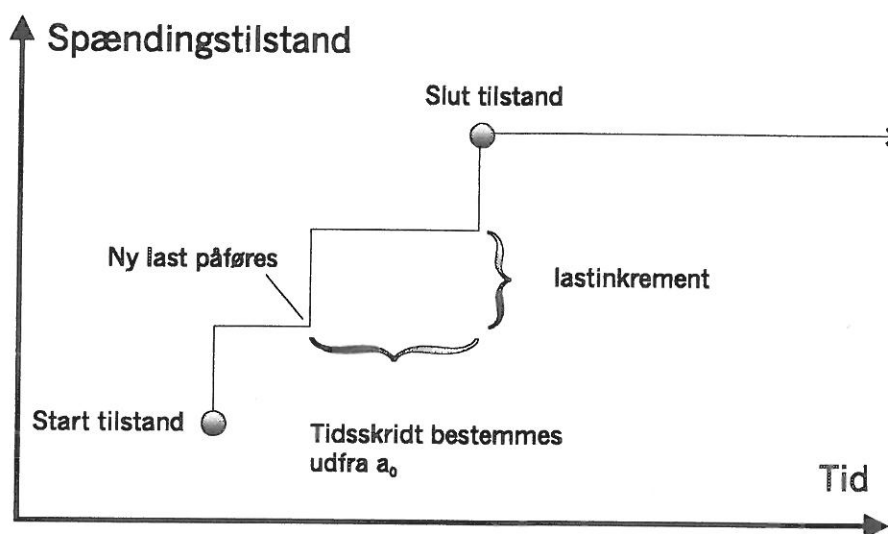 Spændingstilstand
Slut tilstand
Ny last påføres
lastinkrement
Start tilstand
Tidsskridt bestemmes
udfra a₀
Tid